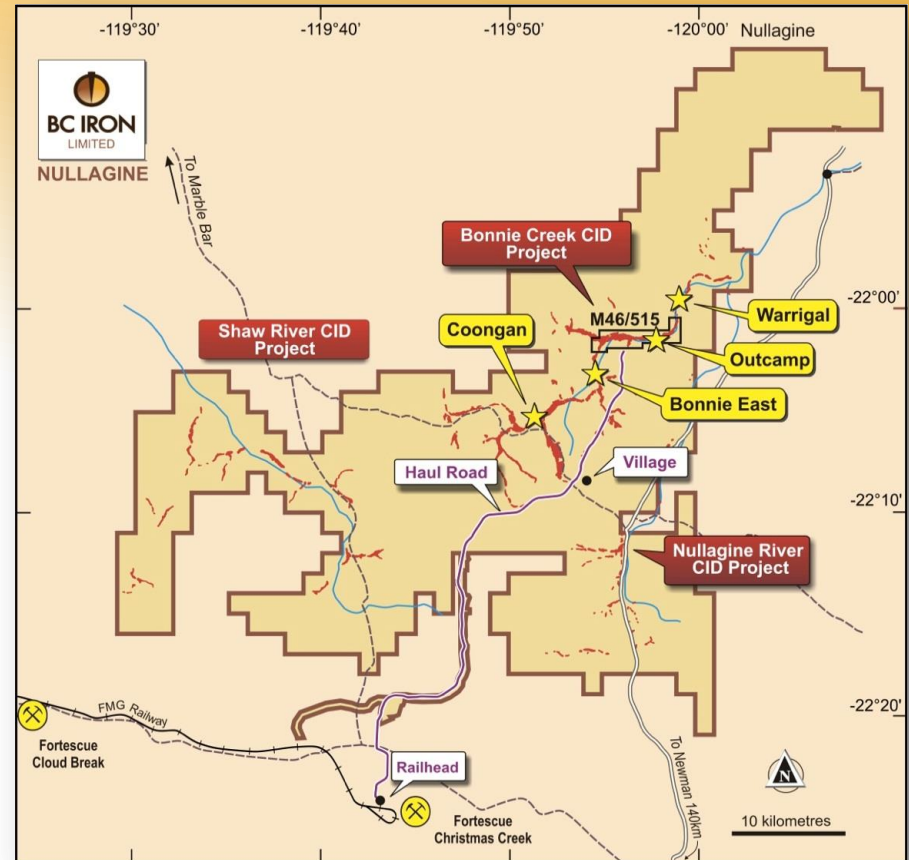 -119°30'
-119°40'
-119°50'
-120°00'
Nullagine
BC IRON
LIMITED
NULLAGINE
To Marble Bar
Bonnie Creek CID
Project
-22°00'
M46/515
Warrigal
Coongan
Shaw River CID
Project
Outcamp
Bonnie East
Haul Road
Village
-22°10'
Nullagine River
CID Project
-22°20'
FMG Railway
Fortescue
Cloud Break
Railhead
To Newman 140km
N
10 kilometres
Fortescue
Christmas Creek